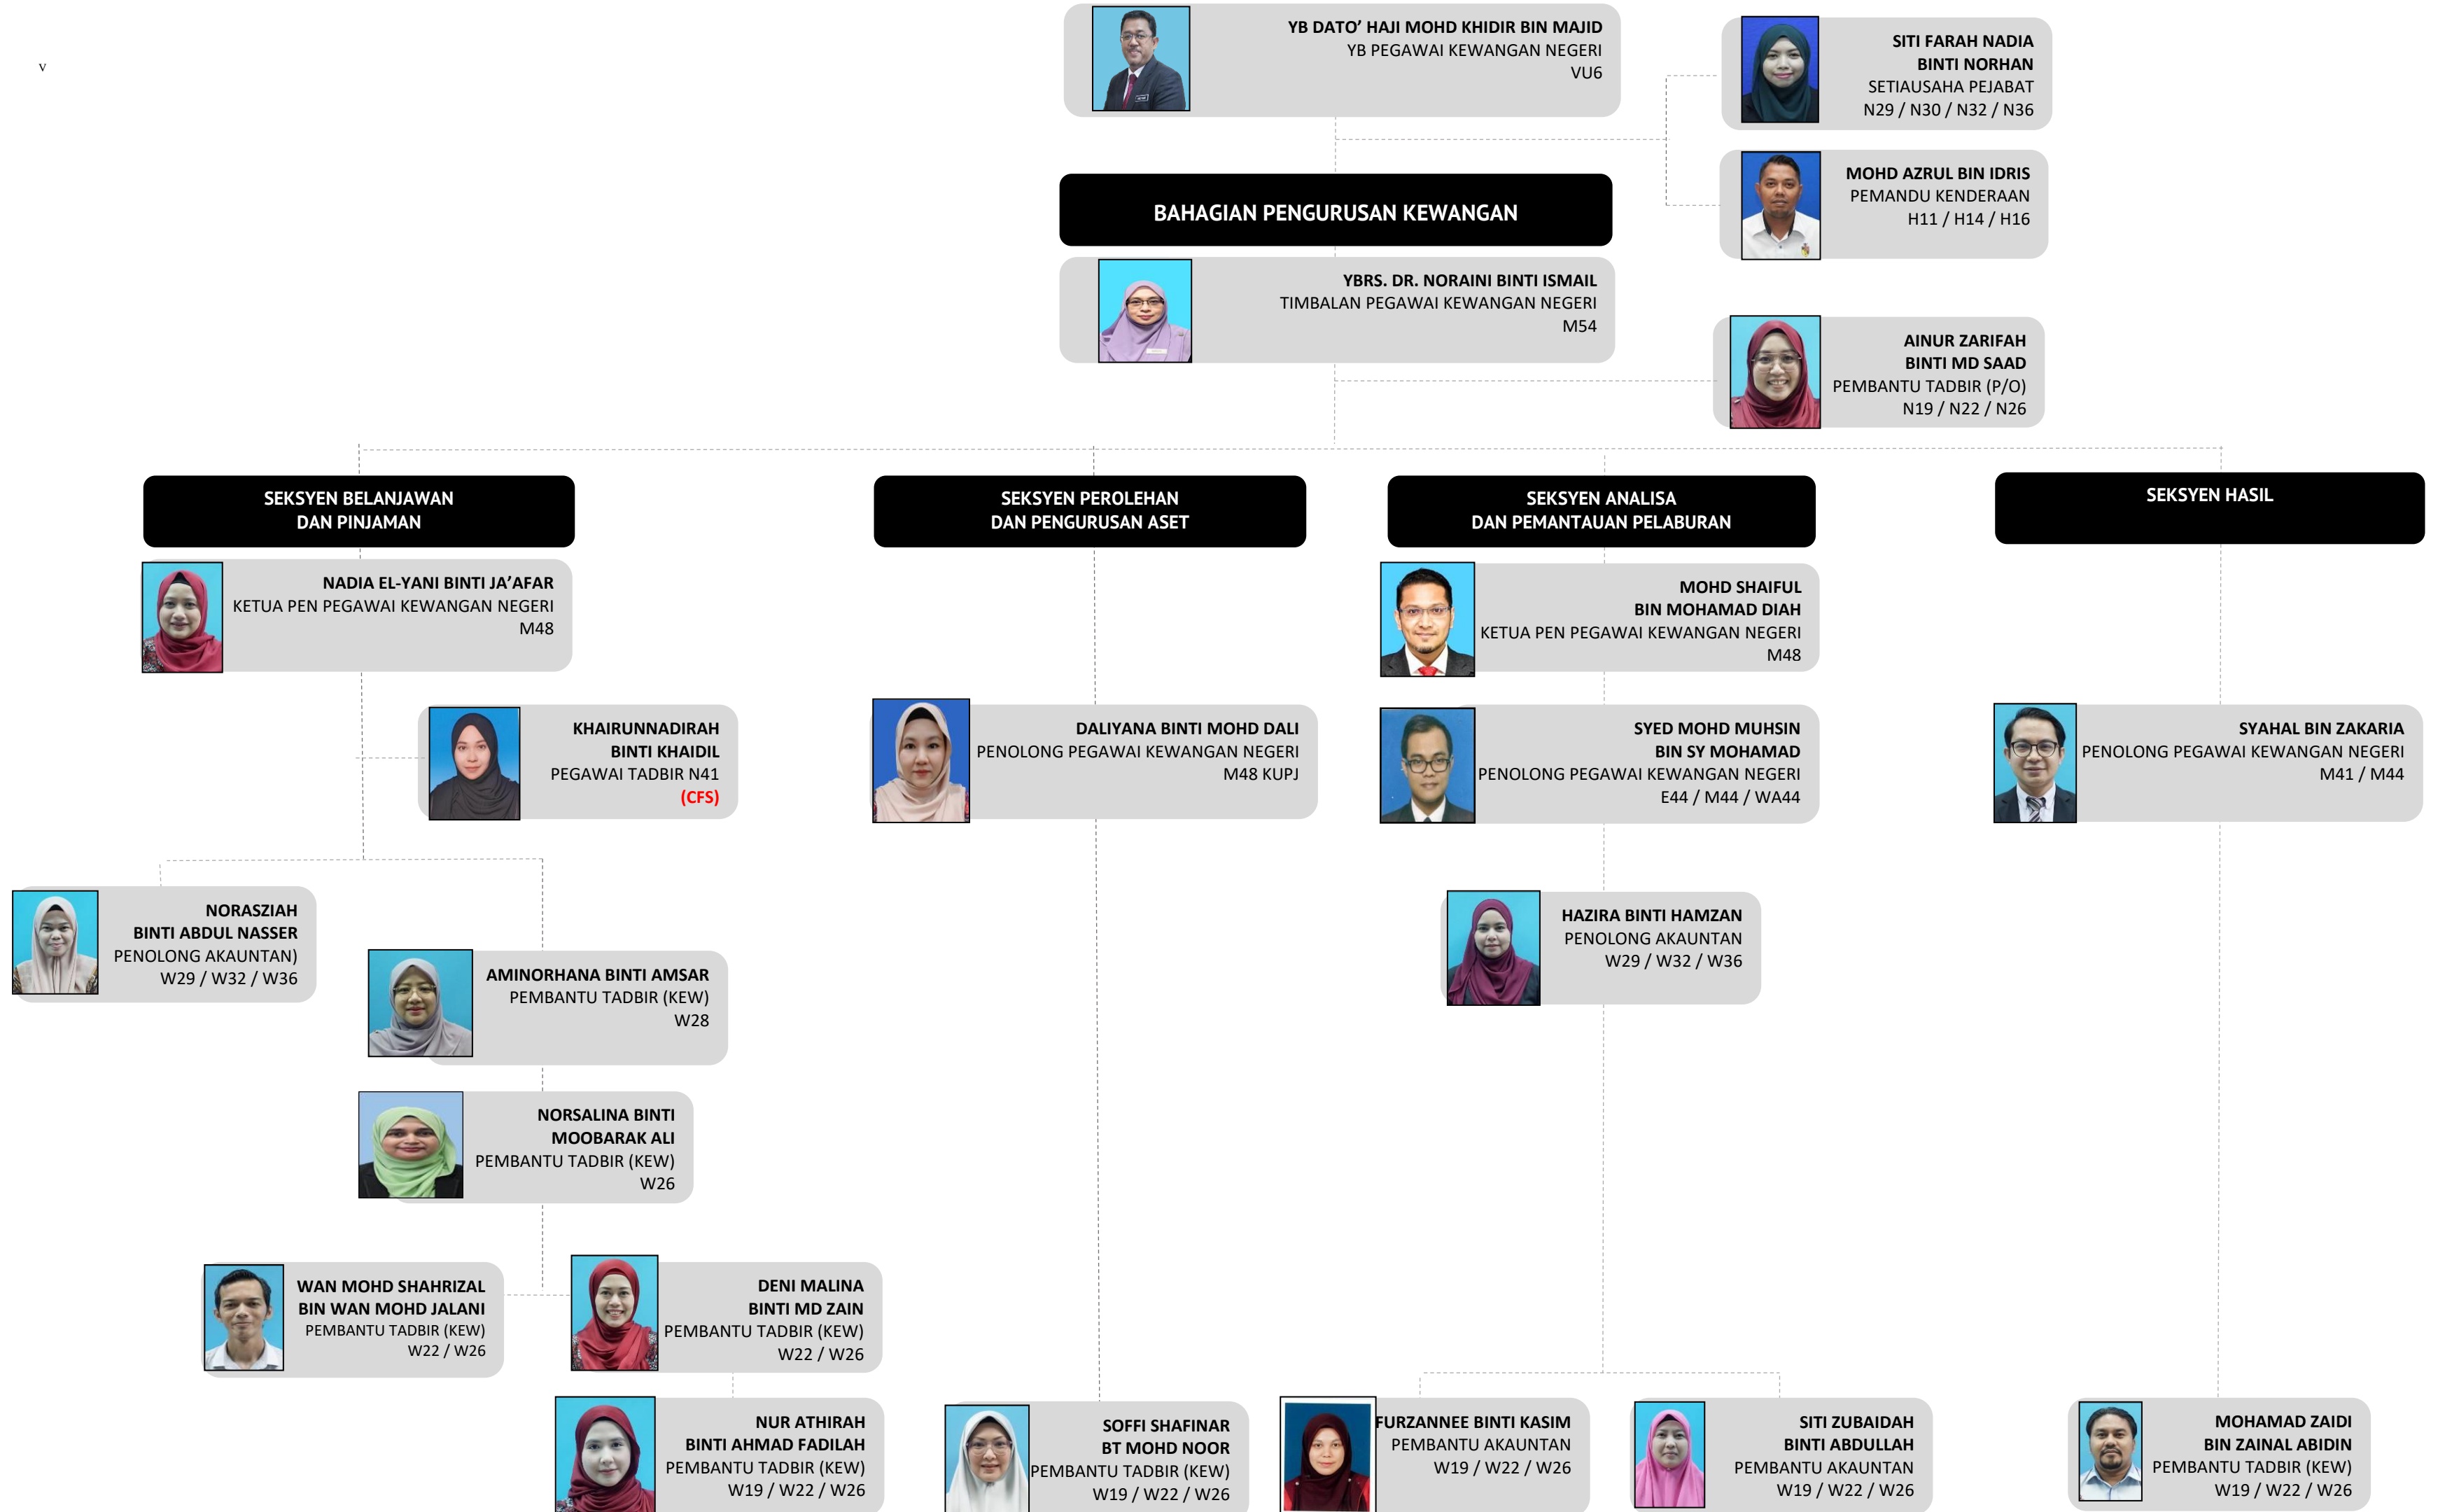 v
YB DATO’ HAJI MOHD KHIDIR BIN MAJID
YB PEGAWAI KEWANGAN NEGERI
VU6
SITI FARAH NADIA
BINTI NORHAN
SETIAUSAHA PEJABAT
N29 / N30 / N32 / N36
MOHD AZRUL BIN IDRIS
PEMANDU KENDERAAN
H11 / H14 / H16
BAHAGIAN PENGURUSAN KEWANGAN
YBRS. DR. NORAINI BINTI ISMAIL
TIMBALAN PEGAWAI KEWANGAN NEGERI
M54
AINUR ZARIFAH
BINTI MD SAAD
PEMBANTU TADBIR (P/O)
N19 / N22 / N26
SEKSYEN BELANJAWAN
DAN PINJAMAN
SEKSYEN PEROLEHAN
DAN PENGURUSAN ASET
SEKSYEN ANALISA
DAN PEMANTAUAN PELABURAN
SEKSYEN HASIL
NADIA EL-YANI BINTI JA’AFAR
KETUA PEN PEGAWAI KEWANGAN NEGERI
M48
MOHD SHAIFUL
BIN MOHAMAD DIAH
KETUA PEN PEGAWAI KEWANGAN NEGERI
M48
KHAIRUNNADIRAH
BINTI KHAIDIL
PEGAWAI TADBIR N41
(CFS)
DALIYANA BINTI MOHD DALI
PENOLONG PEGAWAI KEWANGAN NEGERI
M48 KUPJ
SYED MOHD MUHSIN
BIN SY MOHAMAD
PENOLONG PEGAWAI KEWANGAN NEGERI
E44 / M44 / WA44
SYAHAL BIN ZAKARIA
PENOLONG PEGAWAI KEWANGAN NEGERI
M41 / M44
NORASZIAH
BINTI ABDUL NASSER
PENOLONG AKAUNTAN)
W29 / W32 / W36
AMINORHANA BINTI AMSAR
PEMBANTU TADBIR (KEW)
W28
HAZIRA BINTI HAMZAN
PENOLONG AKAUNTAN
W29 / W32 / W36
NORSALINA BINTI
MOOBARAK ALI
PEMBANTU TADBIR (KEW)
W26
WAN MOHD SHAHRIZAL
BIN WAN MOHD JALANI
PEMBANTU TADBIR (KEW)
W22 / W26
DENI MALINA
BINTI MD ZAIN
PEMBANTU TADBIR (KEW)
W22 / W26
NUR ATHIRAH
BINTI AHMAD FADILAH
PEMBANTU TADBIR (KEW)
W19 / W22 / W26
SOFFI SHAFINAR
BT MOHD NOOR
PEMBANTU TADBIR (KEW)
W19 / W22 / W26
FURZANNEE BINTI KASIM
PEMBANTU AKAUNTAN
W19 / W22 / W26
SITI ZUBAIDAH
BINTI ABDULLAH
PEMBANTU AKAUNTAN
W19 / W22 / W26
MOHAMAD ZAIDI
BIN ZAINAL ABIDIN
PEMBANTU TADBIR (KEW)
W19 / W22 / W26